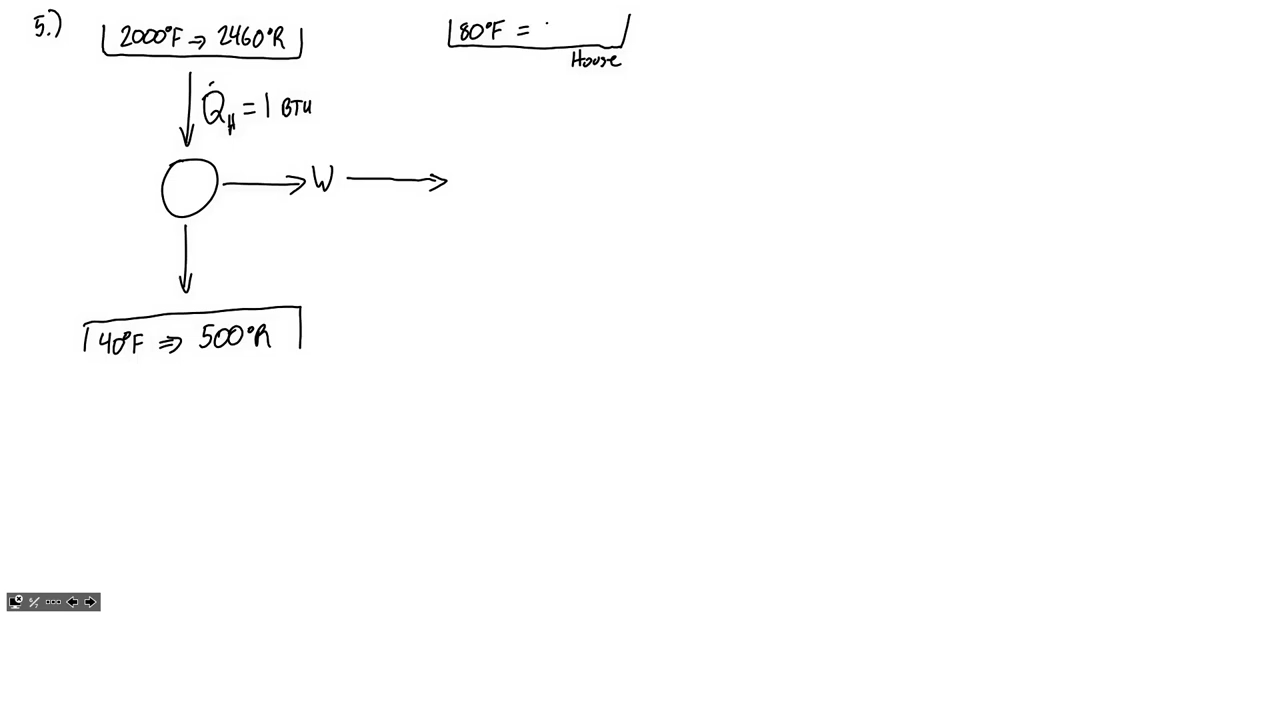 5.)
2000°F ⇒ 2460°R
80°F =
House
Q̇H = 1 BTU
W
40°F ⇒ 500°R